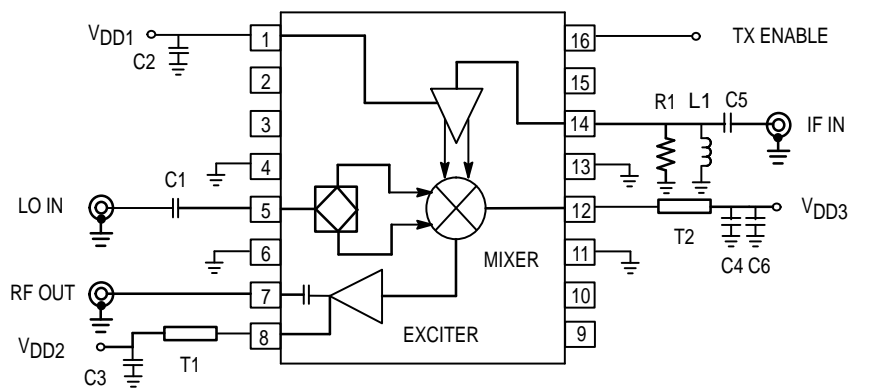 VDD1
C2
1
16
TX ENABLE
2
15
3
14
R1
L1
C5
IF IN
4
13
LO IN
C1
5
12
VDD3
T2
C4
C6
6
MIXER
11
RF OUT
7
10
VDD2
T1
8
EXCITER
9
C3